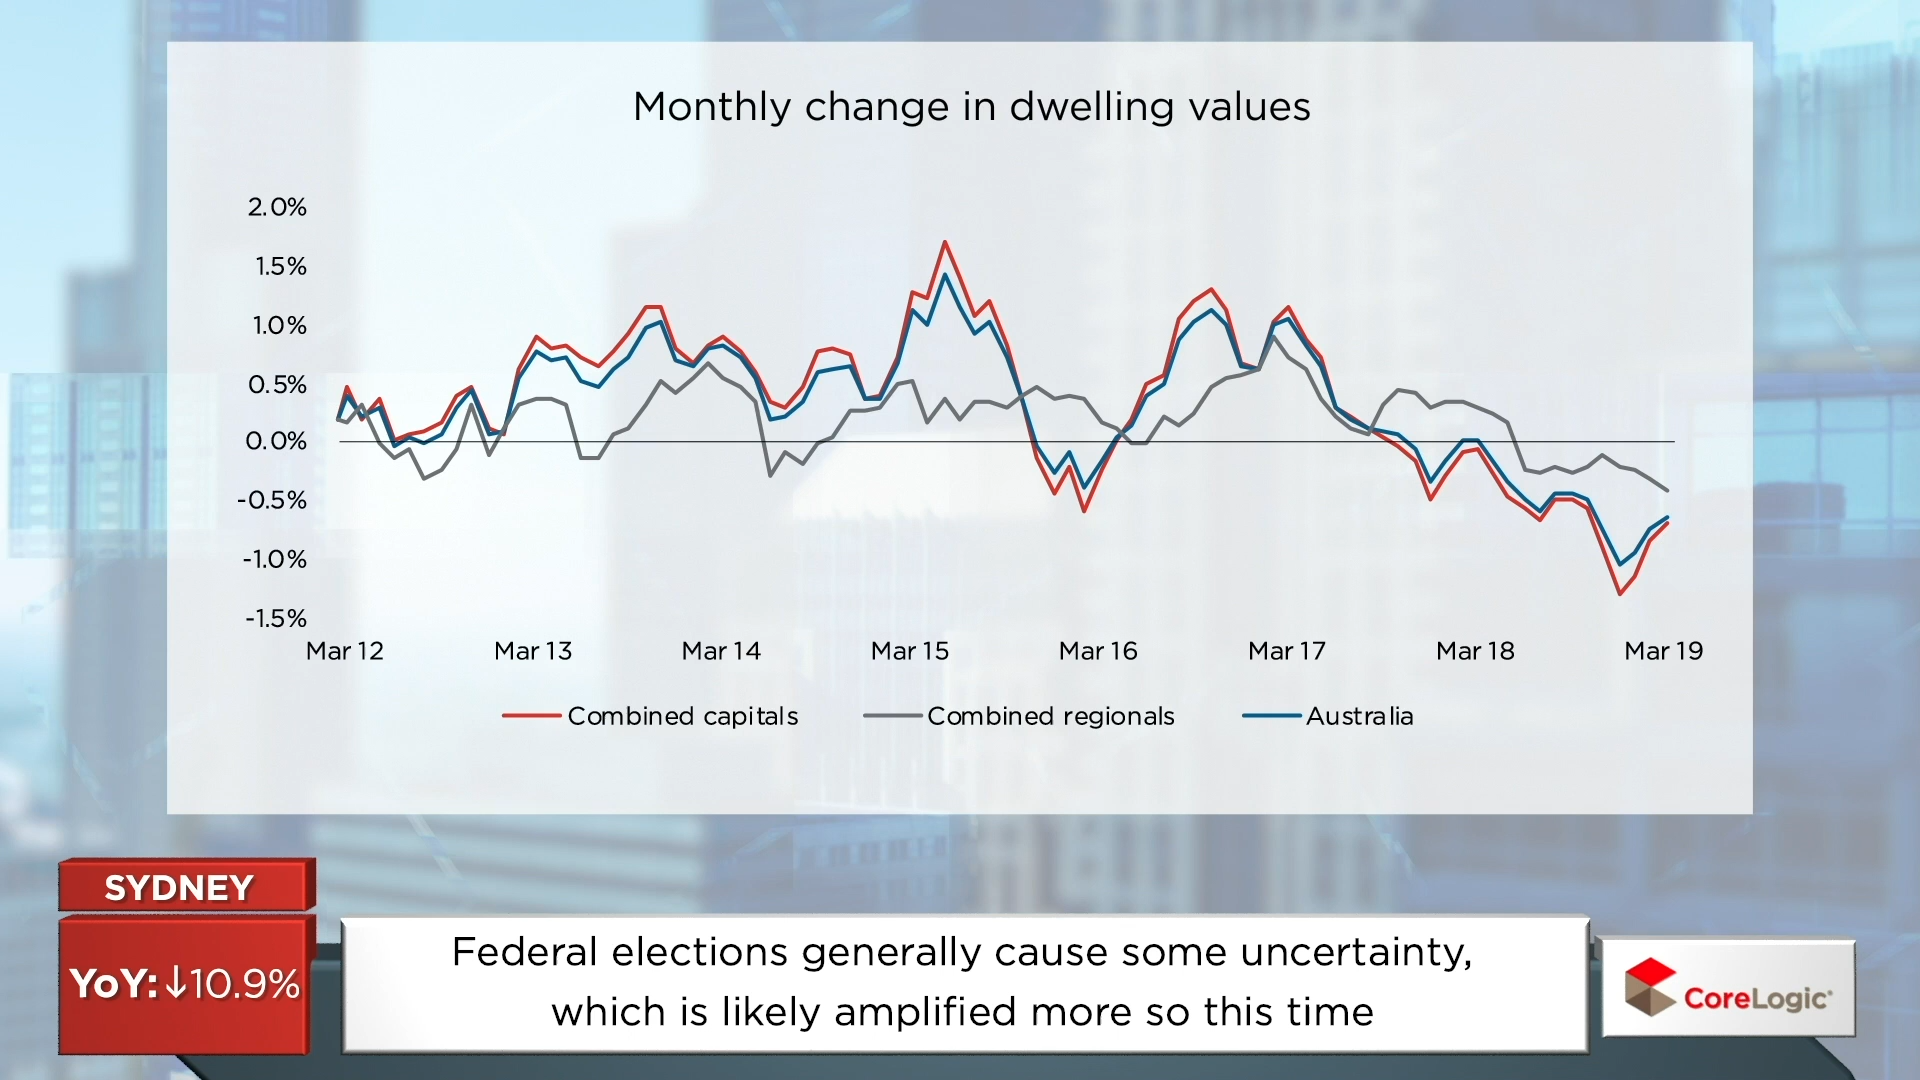 Monthly change in dwelling values
2.0%
1.5%
1.0%
0.5%
0.0%
-0.5%
-1.0%
-1.5%
Mar 12 Mar 13 Mar 14 Mar 15 Mar 16 Mar 17 Mar 18 Mar 19
Combined capitals Combined regionals Australia
SYDNEY
YoY: ↓10.9%
Federal elections generally cause some uncertainty,
which is likely amplified more so this time
CoreLogic